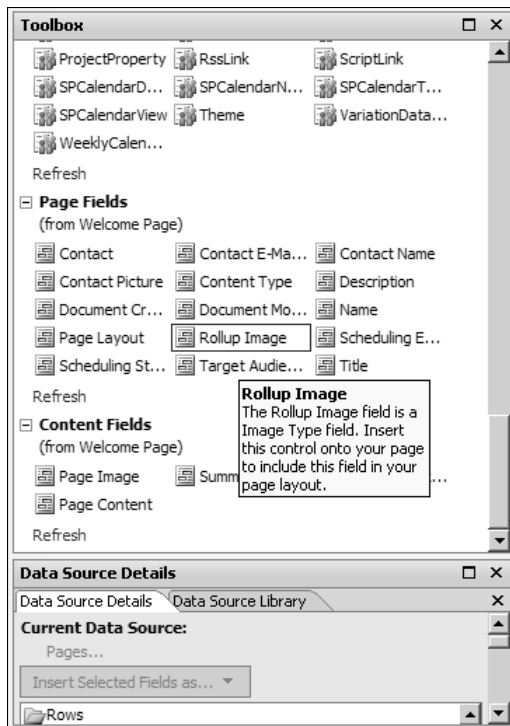 Toolbox
ProjectProperty RssLink ScriptLink
SPCalendarD... SPCalendarN... SPCalendarT...
SPCalendarView Theme VariationData...
WeeklyCalen...
Refresh
Page Fields
(from Welcome Page)
Contact Contact E-Ma... Contact Name
Contact Picture Content Type Description
Document Cr... Document Mo... Name
Page Layout Rollup Image Scheduling E...
Scheduling St... Target Audie... Title
Refresh
Rollup Image
The Rollup Image field is a
Image Type field. Insert
this control onto your page
to include this field in your
page layout.
Content Fields
(from Welcome Page)
Page Image Summ
Page Content
Refresh
Data Source Details
Data Source Details Data Source Library
Current Data Source:
Pages...
Insert Selected Fields as...
Rows